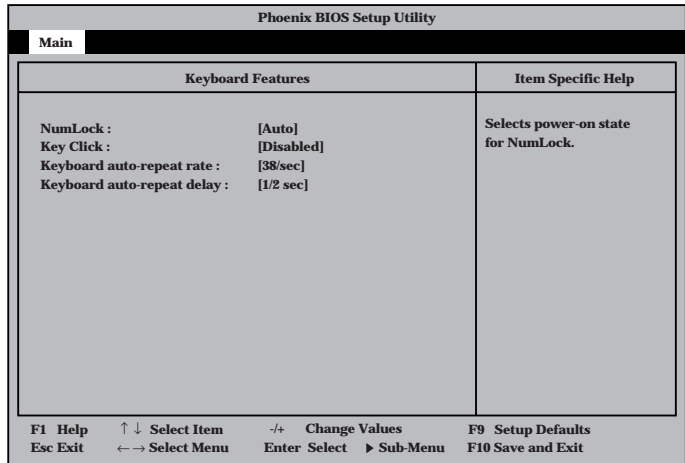 Phoenix BIOS Setup Utility
Main
Keyboard Features
Item Specific Help
NumLock : [Auto]
Key Click : [Disabled]
Keyboard auto-repeat rate : [38/sec]
Keyboard auto-repeat delay : [1/2 sec]
Selects power-on state
for NumLock.
F1 Help ↑ ↓ Select Item -/+ Change Values F9 Setup Defaults
Esc Exit ← → Select Menu Enter Select ▶ Sub-Menu F10 Save and Exit